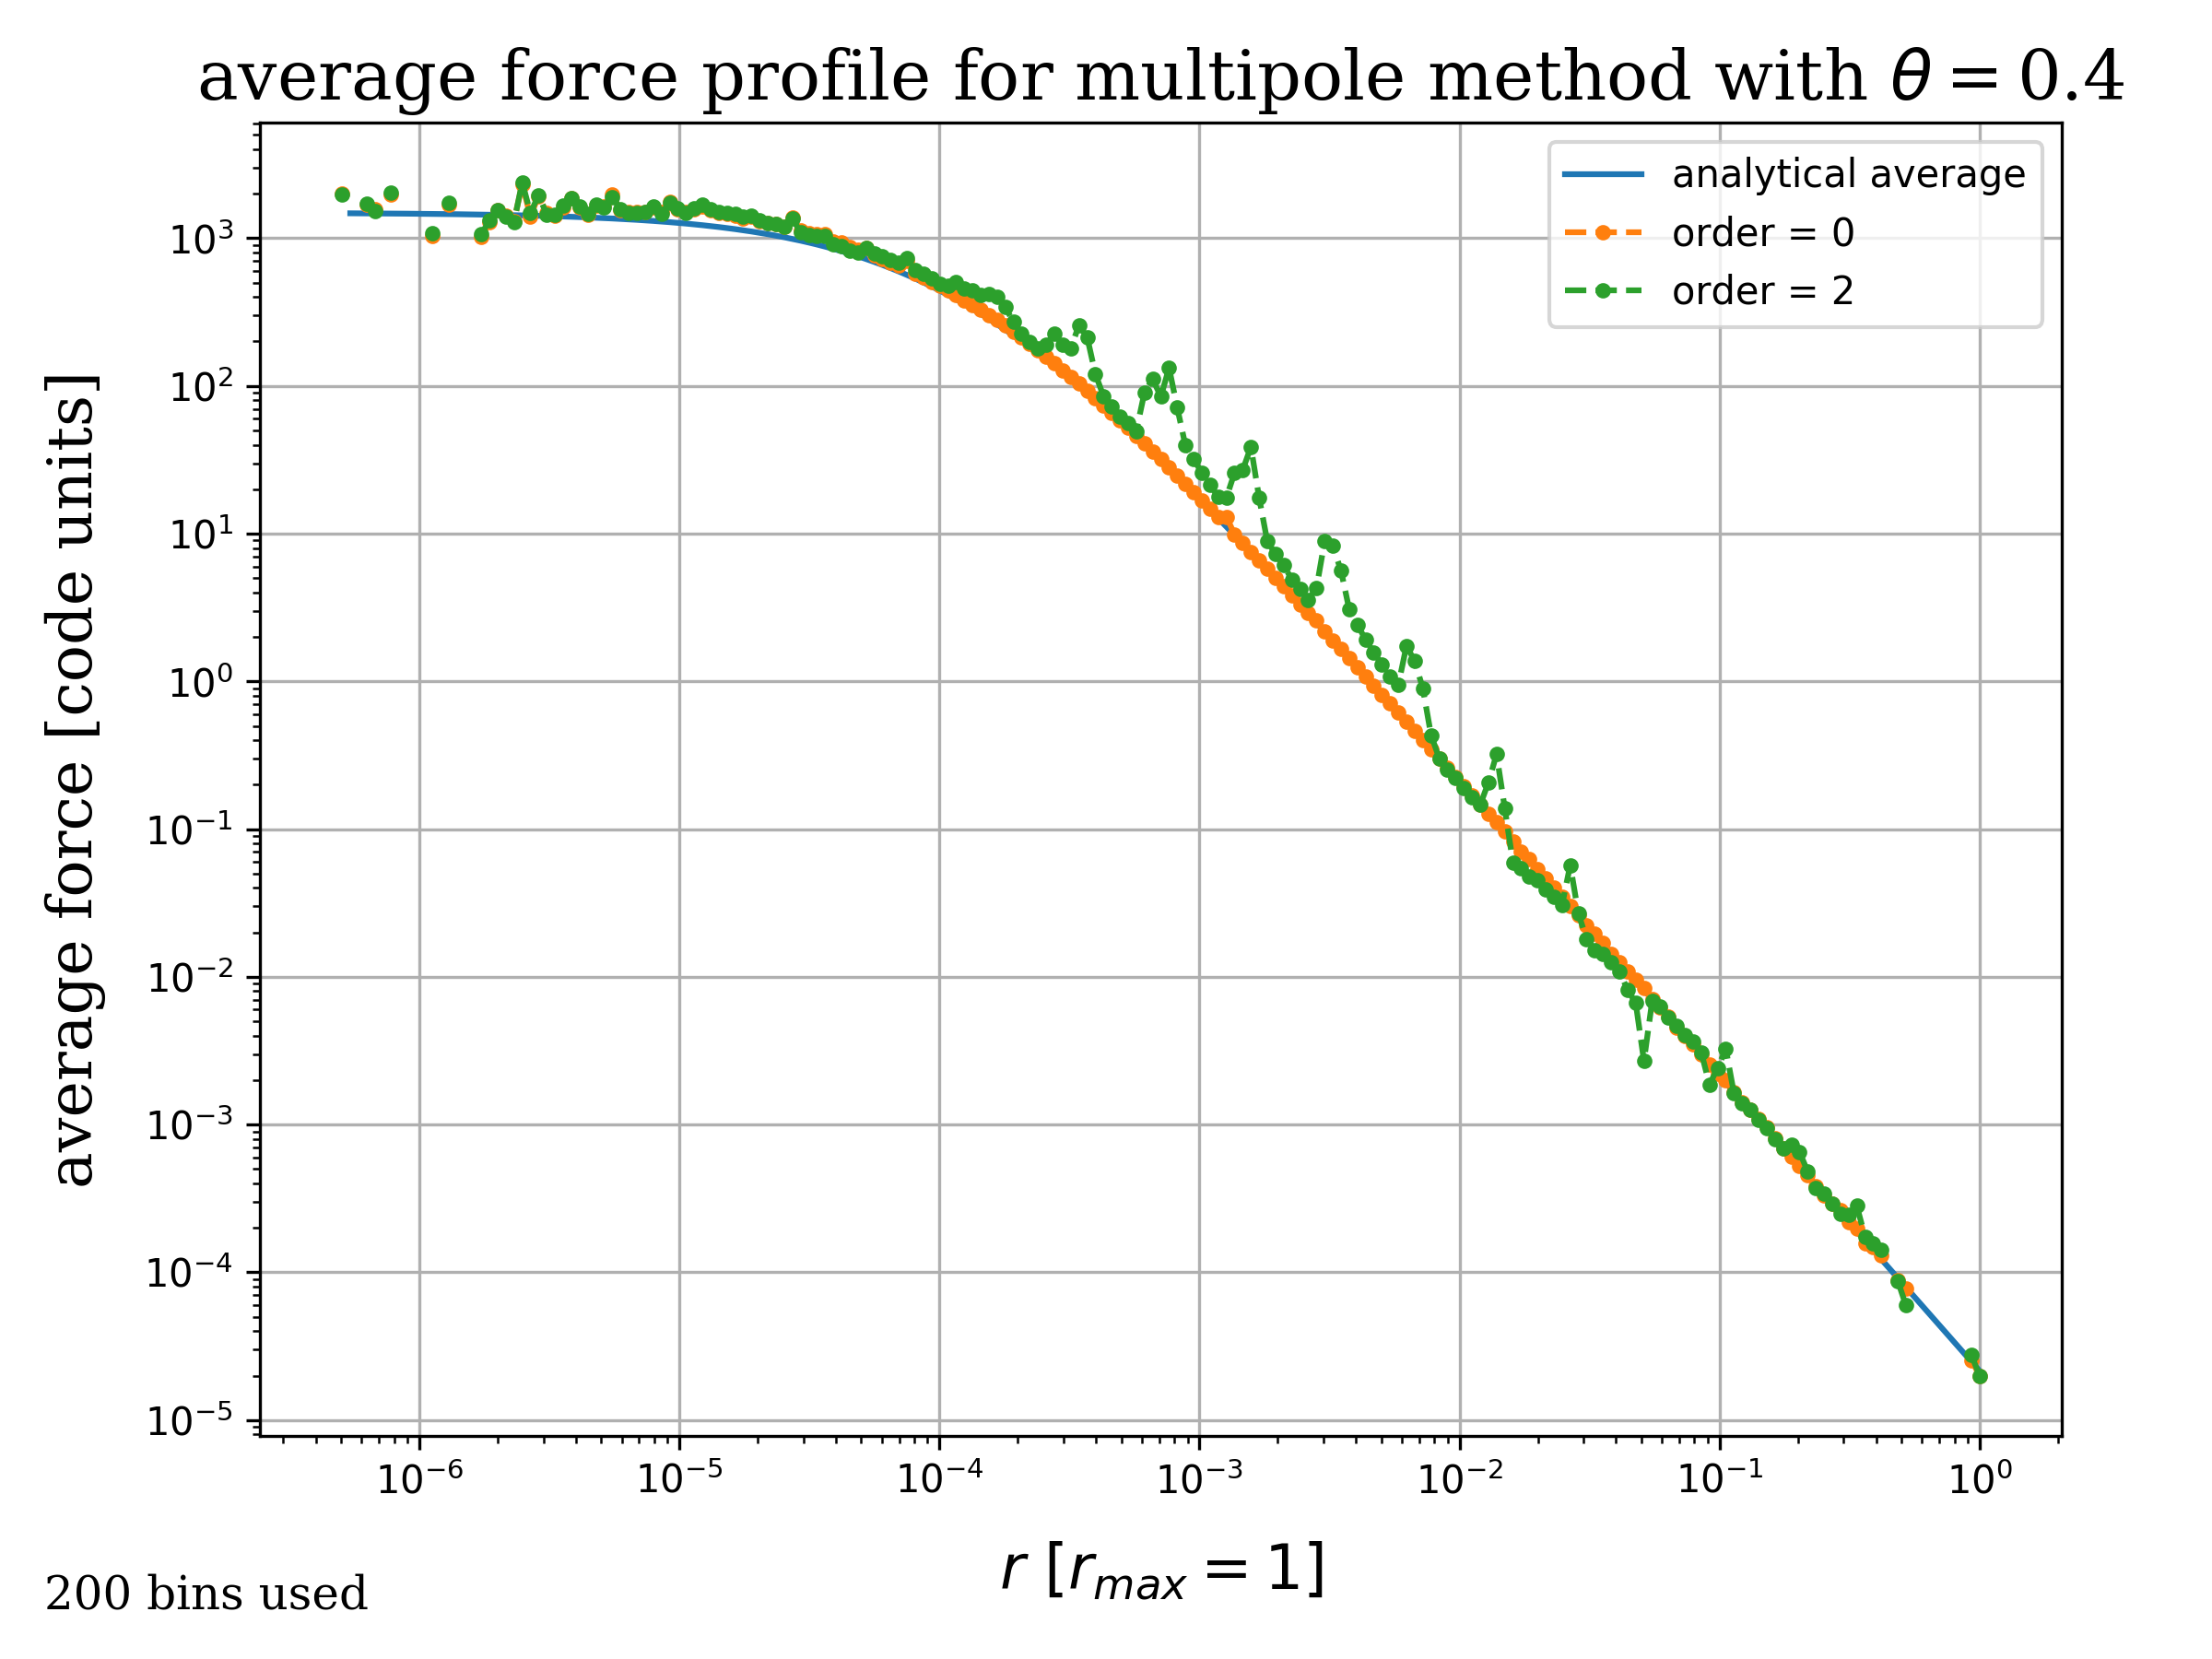 average force profile for multipole method with θ = 0.4
analytical average
order = 0
order = 2
average force [code units]
10³
10²
10¹
10⁰
10⁻¹
10⁻²
10⁻³
10⁻⁴
10⁻⁵
10⁻⁶ 10⁻⁵ 10⁻⁴ 10⁻³ 10⁻² 10⁻¹ 10⁰
r [r_max = 1]
200 bins used